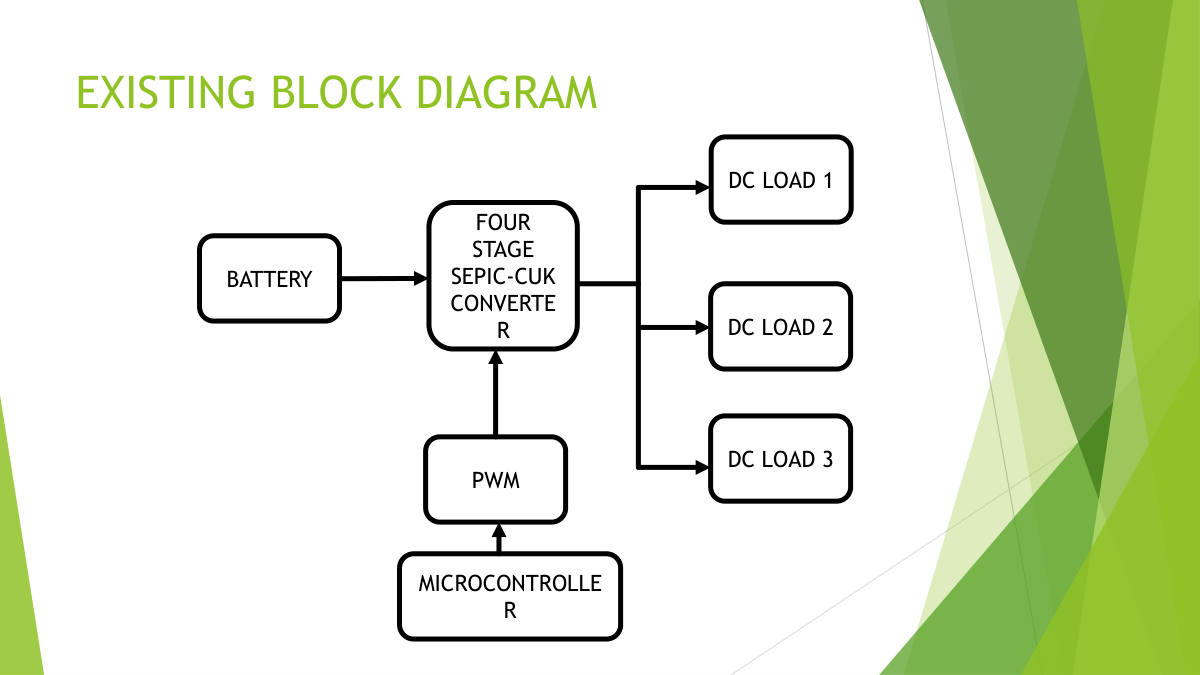 EXISTING BLOCK DIAGRAM
DC LOAD 1
FOUR
STAGE
SEPIC-CUK
CONVERTE
R
BATTERY
DC LOAD 2
DC LOAD 3
PWM
MICROCONTROLLE
R